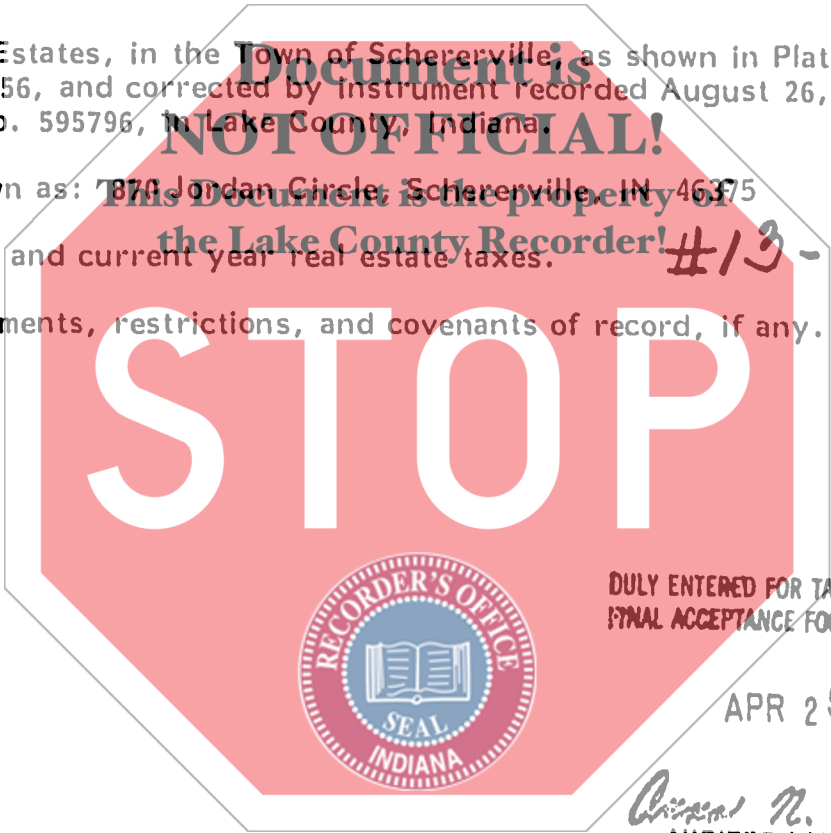 Estates, in the Town of Schererville, as shown in Plat
Document is
56, and corrected by instrument recorded August 26,
595796, in Lake County, Indiana.
NOT OFFICIAL!
as: 870 Jordan Circle, Schererville, IN 46375
This Document is the property of
the Lake County Recorder!
and current year real estate taxes.
#13-
restrictions, and covenants of record, if any.
STOP
RECORDER'S OFFICE
SEAL
INDIANA
DULY ENTERED FOR
FINAL ACCEPTANCE
APR 2
N.